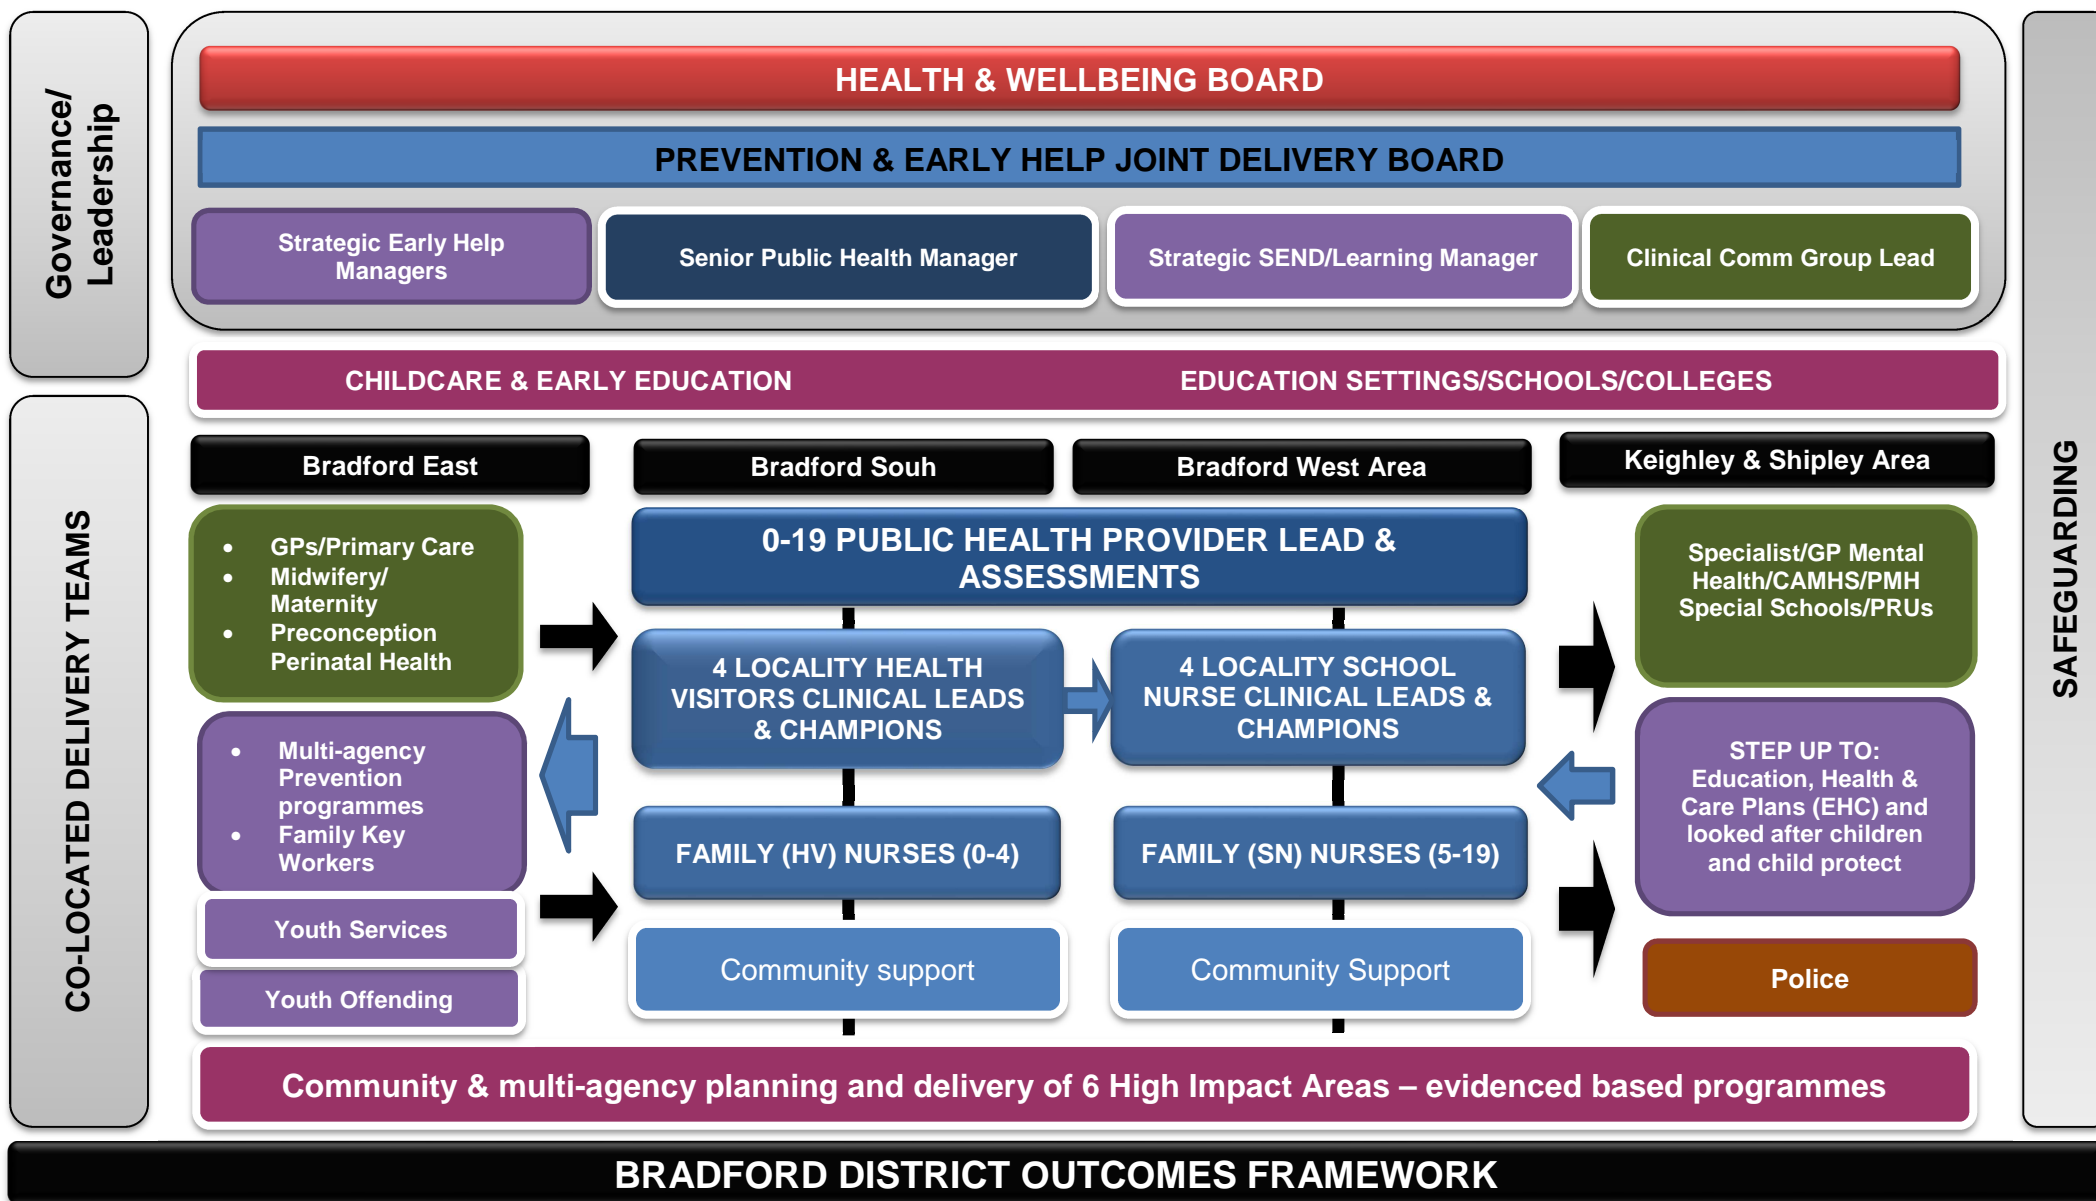 Governance/
Leadership
HEALTH & WELLBEING BOARD
PREVENTION & EARLY HELP JOINT DELIVERY BOARD
Strategic Early Help
Managers
Senior Public Health Manager
Strategic SEND/Learning Manager
Clinical Comm Group Lead
CHILDCARE & EARLY EDUCATION
EDUCATION SETTINGS/SCHOOLS/COLLEGES
CO-LOCATED DELIVERY TEAMS
SAFEGUARDING
Bradford East
Bradford Souh
Bradford West Area
Keighley & Shipley Area
• GPs/Primary Care
• Midwifery/
Maternity
• Preconception
Perinatal Health
• Multi-agency
Prevention
programmes
• Family Key
Workers
Youth Services
Youth Offending
0-19 PUBLIC HEALTH PROVIDER LEAD &
ASSESSMENTS
4 LOCALITY HEALTH
VISITORS CLINICAL LEADS
& CHAMPIONS
4 LOCALITY SCHOOL
NURSE CLINICAL LEADS &
CHAMPIONS
FAMILY (HV) NURSES (0-4)
FAMILY (SN) NURSES (5-19)
Community support
Community Support
Specialist/GP Mental
Health/CAMHS/PMH
Special Schools/PRUs
STEP UP TO:
Education, Health &
Care Plans (EHC) and
looked after children
and child protect
Police
Community & multi-agency planning and delivery of 6 High Impact Areas – evidenced based programmes
BRADFORD DISTRICT OUTCOMES FRAMEWORK